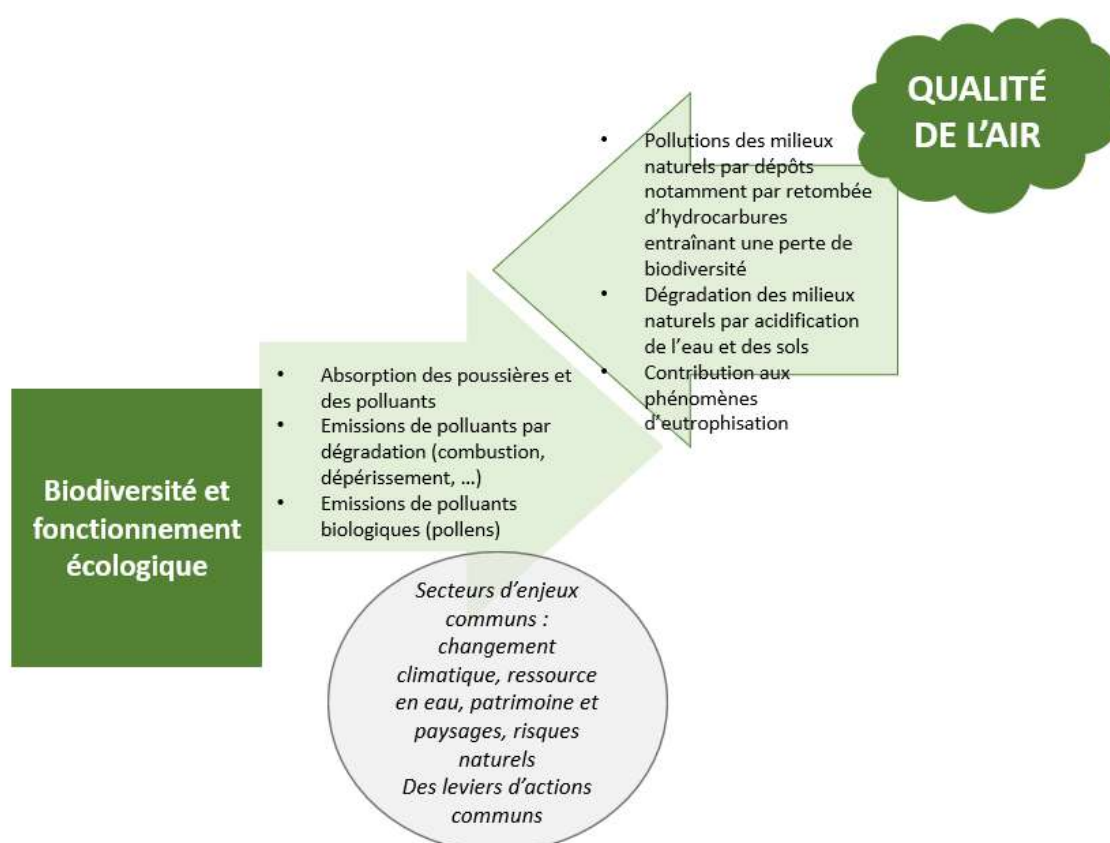 QUALITÉ
DE L'AIR
• Pollutions des milieux
naturels par dépôts
notamment par retombée
d'hydrocarbures
entraînant une perte de
biodiversité
• Dégradation des milieux
naturels par acidification
de l'eau et des sols
• Contribution aux
phénomènes
d'eutrophisation
• Absorption des poussières et
des polluants
• Emissions de polluants par
dégradation (combustion,
dépérissement, ...)
• Emissions de polluants
biologiques (pollens)
Biodiversité et
fonctionnement
écologique
Secteurs d'enjeux
communs :
changement
climatique, ressource
en eau, patrimoine et
paysages, risques
naturels
Des leviers d'actions
communs